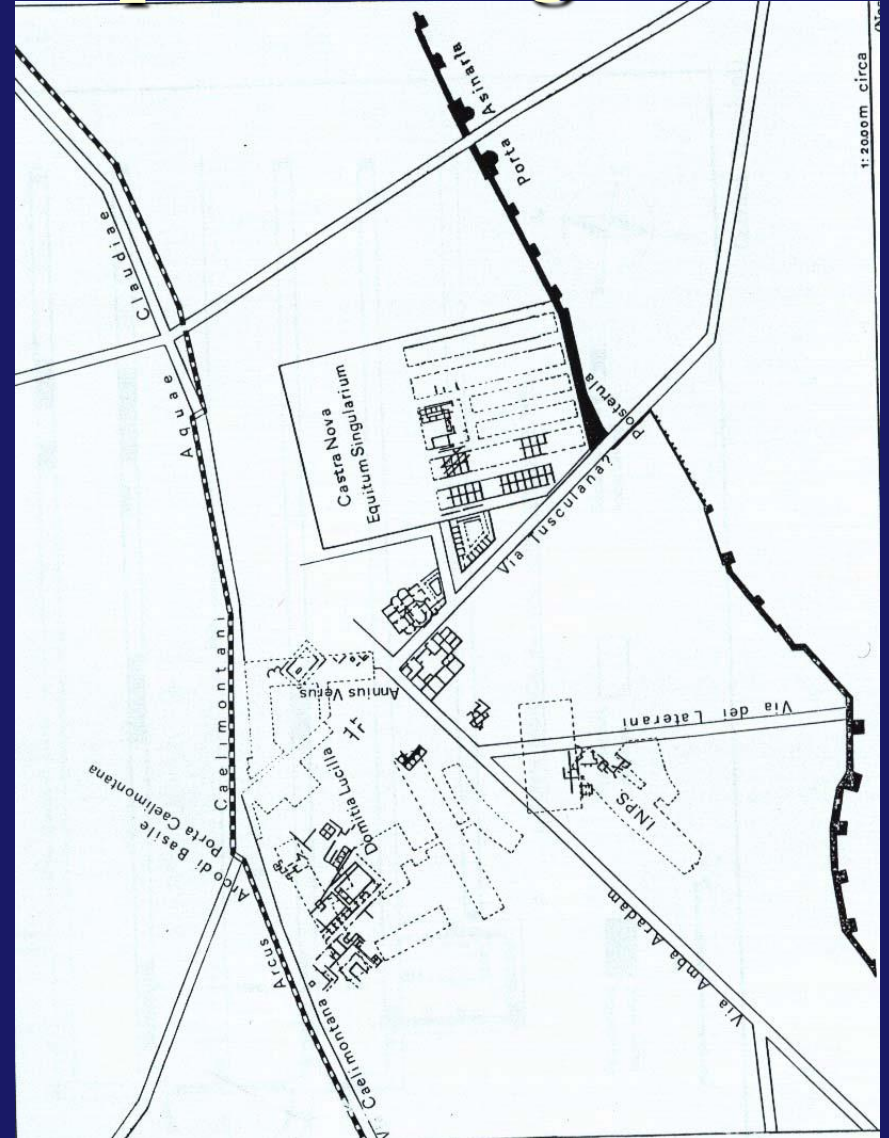 Porta Asinaria
1:2000m circa
Aquae Claudiae
Castra Nova
Equitum Singularium
Posterula
Via Tusculana?
Arcus Caelimontani
Annius Verus
Domitia Lucilla
Arco di Basile
Porta Caelimontana
Via dei Laterani
INPS
Via Amba Aradam
Caelimontana